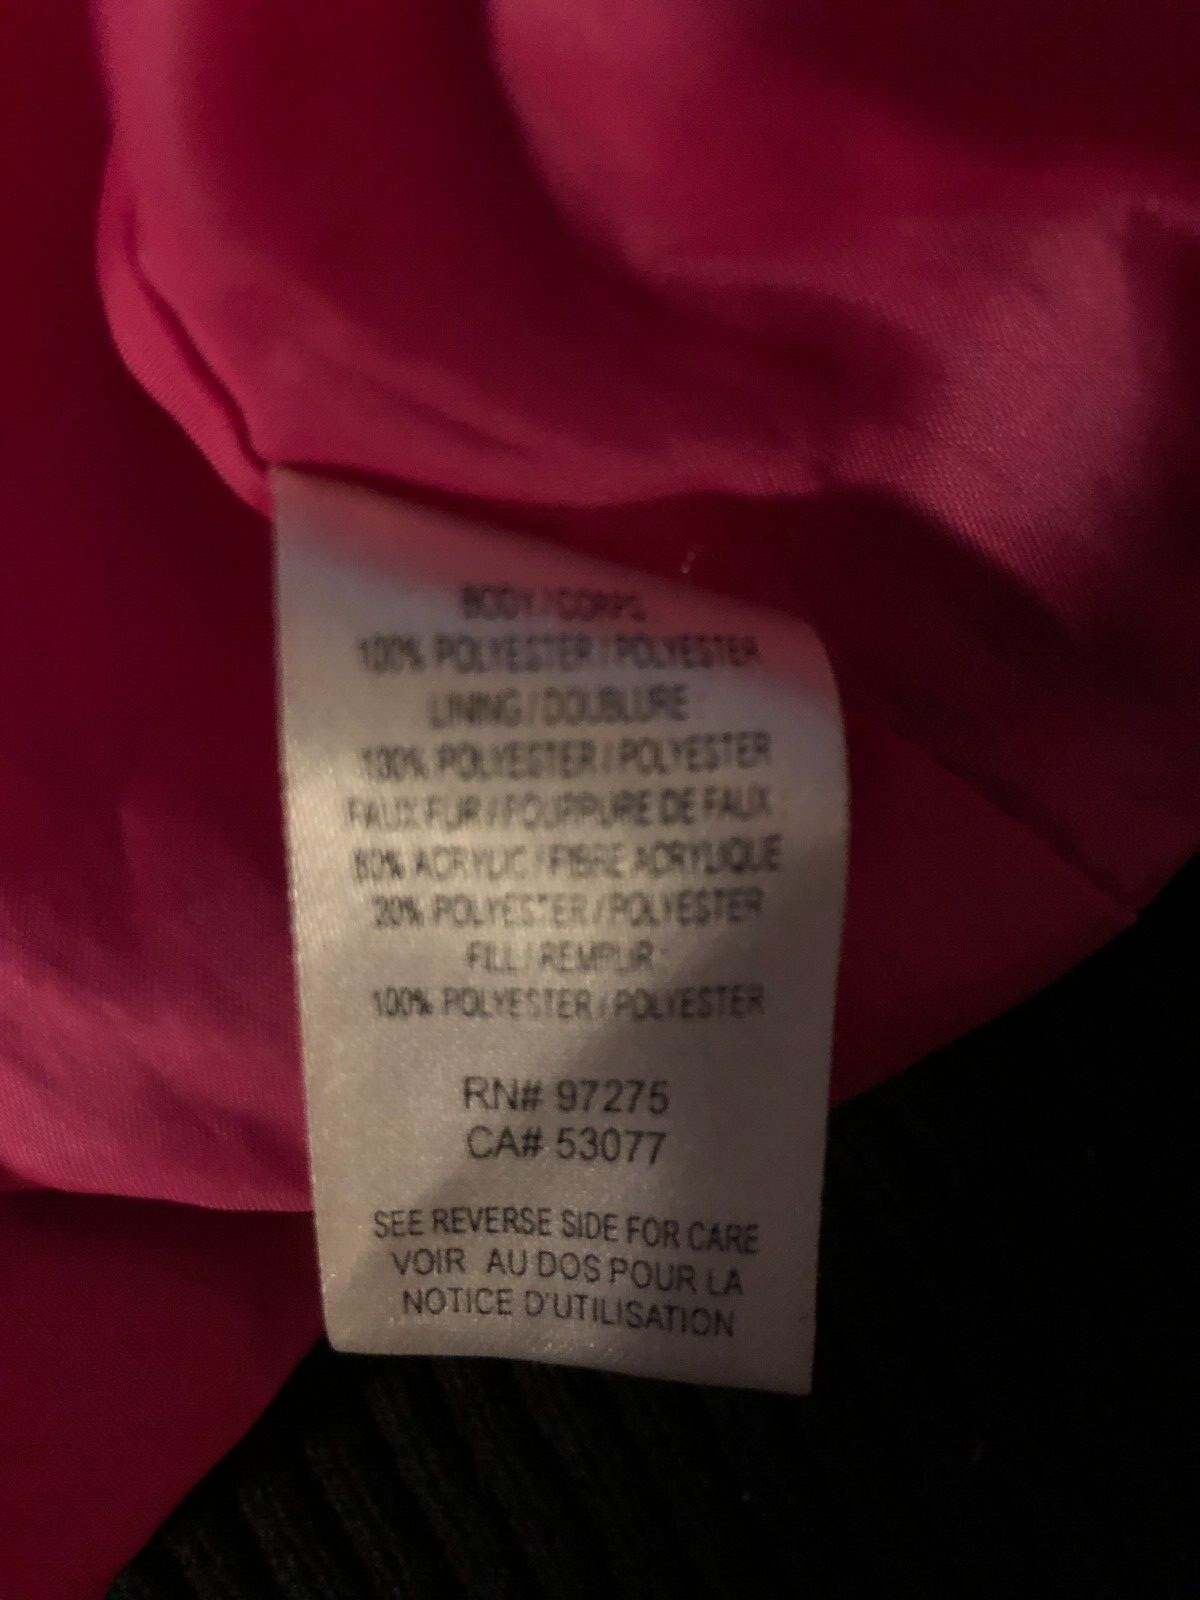 BODY / CORPS
100% POLYESTER / POLYESTER
LINING / DOUBLURE :
100% POLYESTER / POLYESTER
FAUX FUR / FOURRURE DE FAUX
80% ACRYLIC / FIBRE ACRYLIQUE
20% POLYESTER / POLYESTER
FILL / REMPLIR :
100% POLYESTER / POLYESTER
RN# 97275
CA# 53077
SEE REVERSE SIDE FOR CARE
VOIR AU DOS POUR LA
NOTICE D'UTILISATION